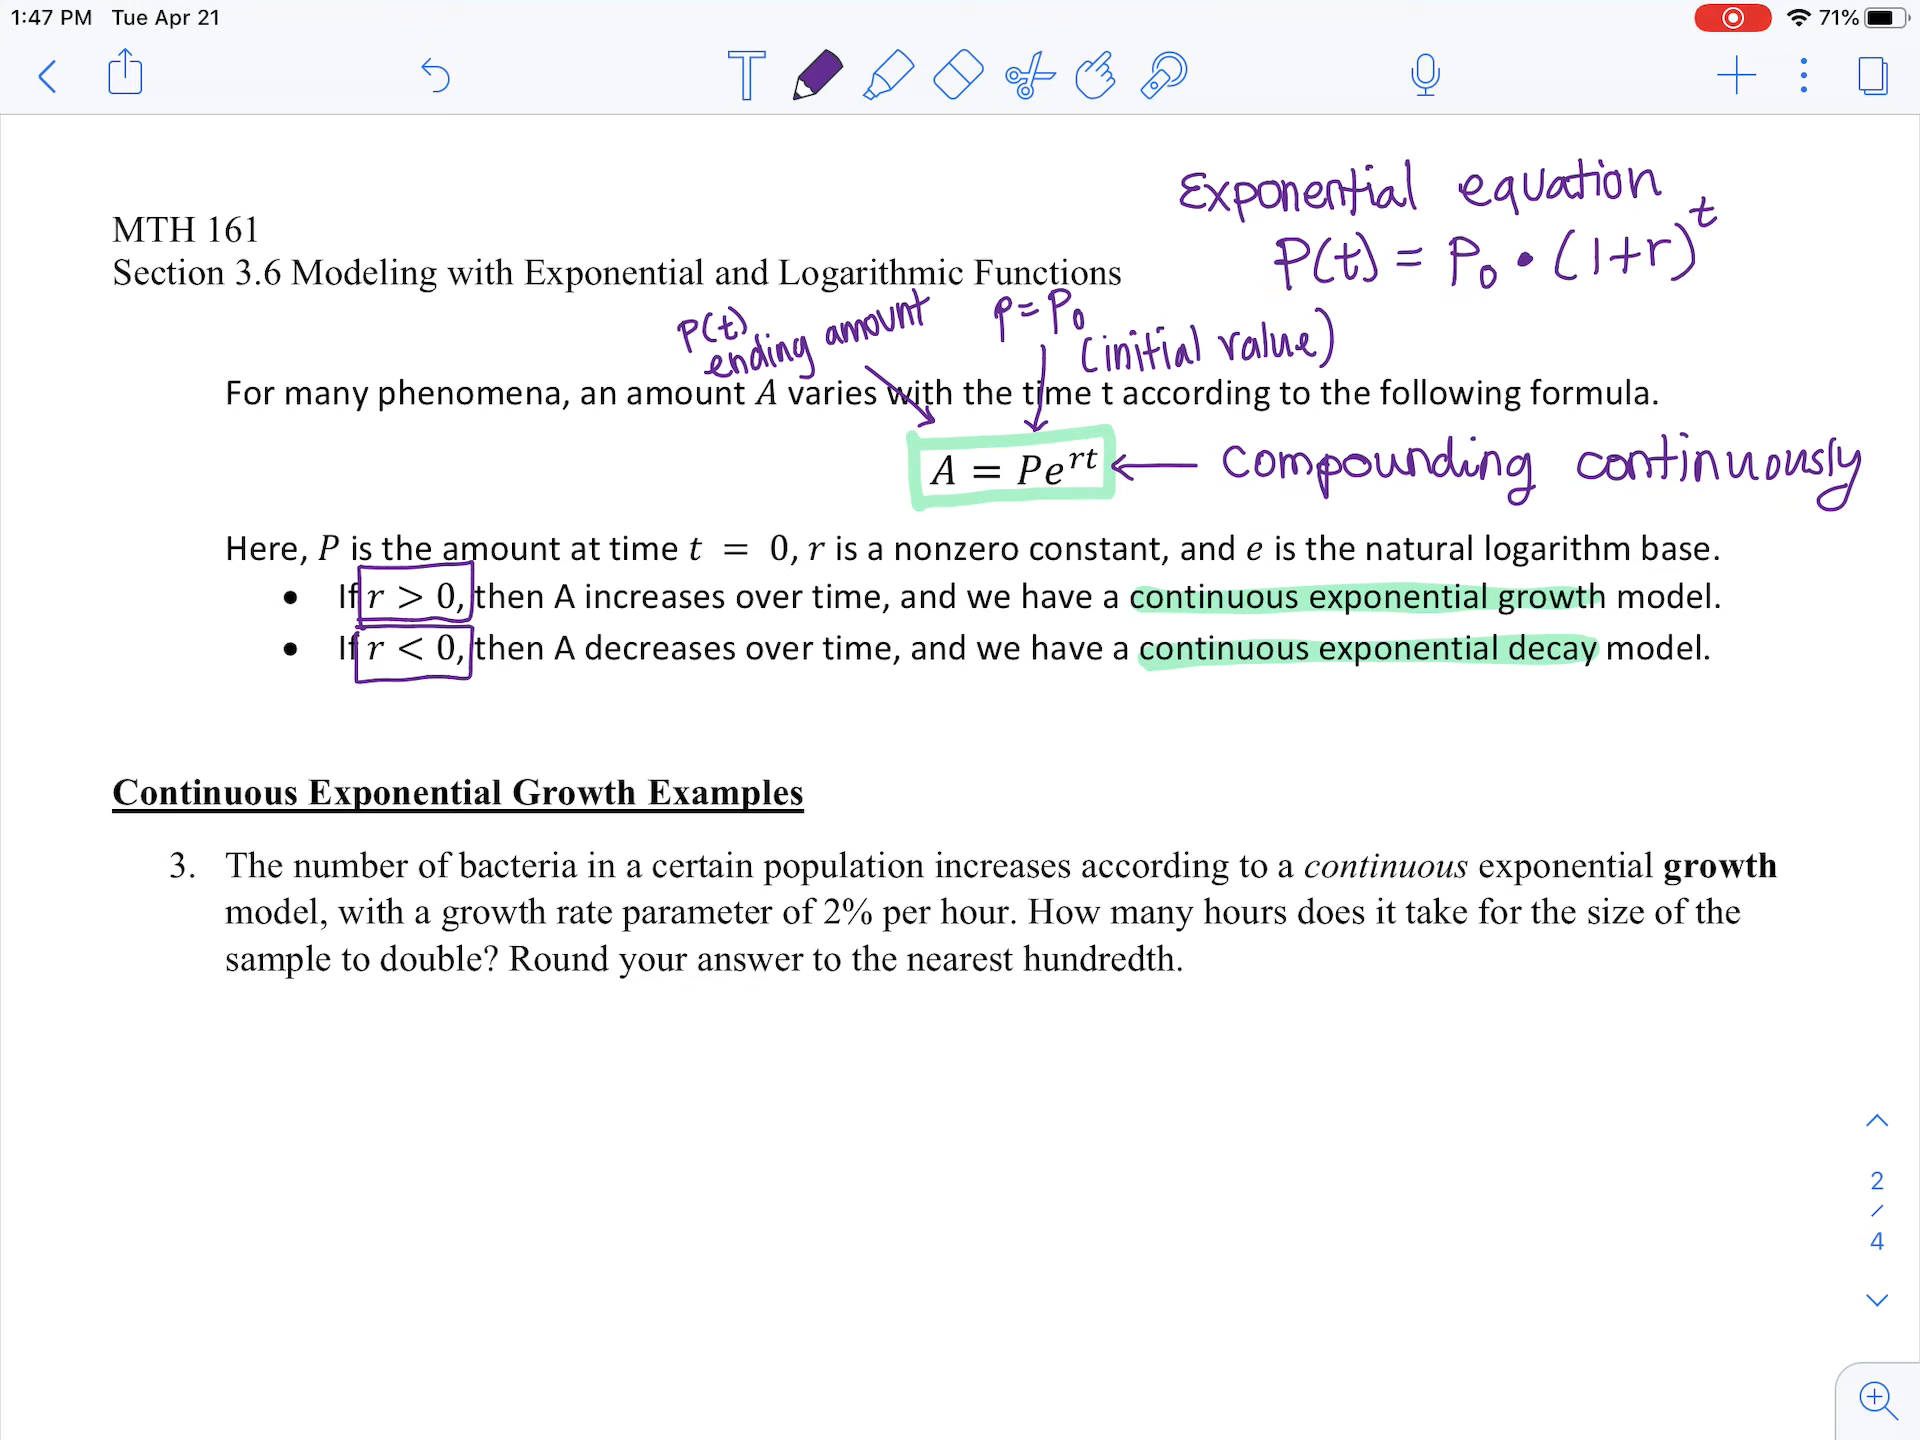 1:47 PM Tue Apr 21
71%
Exponential equation
P(t) = P₀ • (1+r)ᵗ
MTH 161
Section 3.6 Modeling with Exponential and Logarithmic Functions
P(t)
ending amount
P = P₀
(initial value)
For many phenomena, an amount A varies with the time t according to the following formula.
A = Peʳᵗ ← compounding continuously
Here, P is the amount at time t = 0, r is a nonzero constant, and e is the natural logarithm base.
• If r > 0, then A increases over time, and we have a continuous exponential growth model.
• If r < 0, then A decreases over time, and we have a continuous exponential decay model.
Continuous Exponential Growth Examples
3. The number of bacteria in a certain population increases according to a continuous exponential growth
model, with a growth rate parameter of 2% per hour. How many hours does it take for the size of the
sample to double? Round your answer to the nearest hundredth.
2
/
4